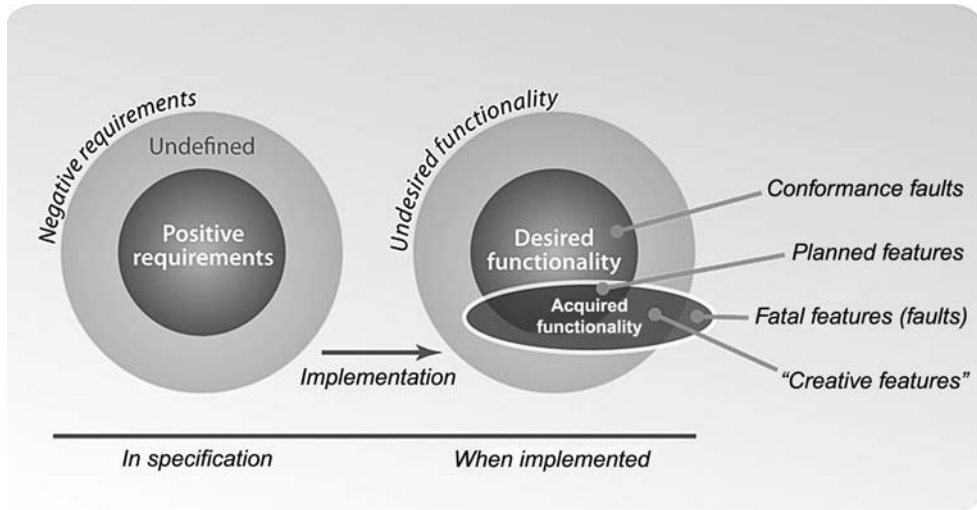 Negative requirements
Undefined
Positive
requirements
Implementation
Undesired functionality
Desired
functionality
Acquired
functionality
Conformance faults
Planned features
Fatal features (faults)
“Creative features”
In specification
When implemented